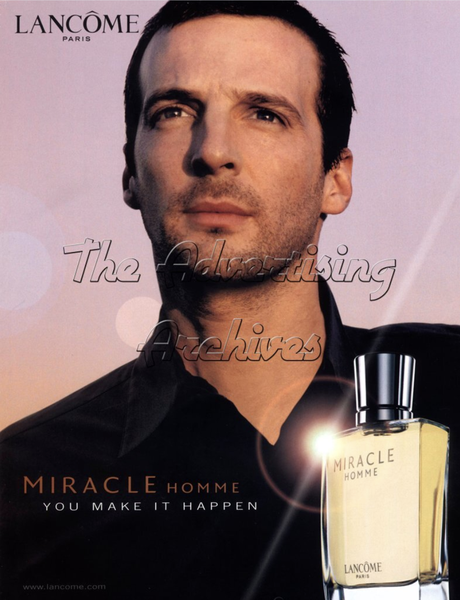 LANCÔME
PARIS
The Advertising
Archives
MIRACLE HOMME
YOU MAKE IT HAPPEN
MIRACLE
HOMME
LANCÔME
PARIS
www.lancome.com